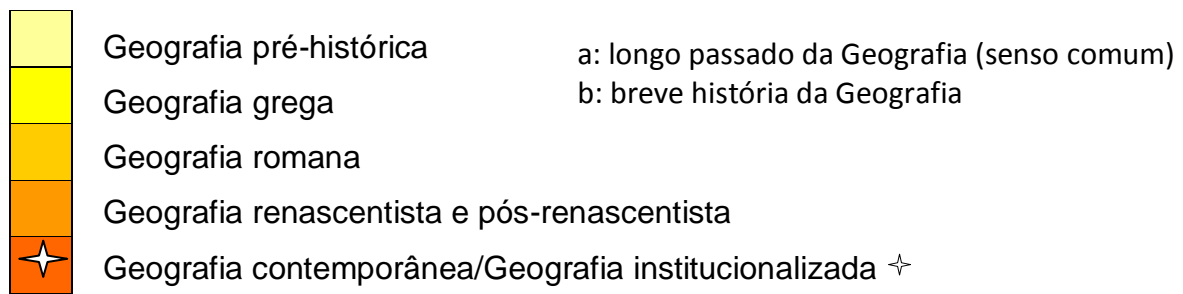 Geografia pré-histórica
Geografia grega
Geografia romana
Geografia renascentista e pós-renascentista
Geografia contemporânea/Geografia institucionalizada
a: longo passado da Geografia (senso comum)
b: breve história da Geografia